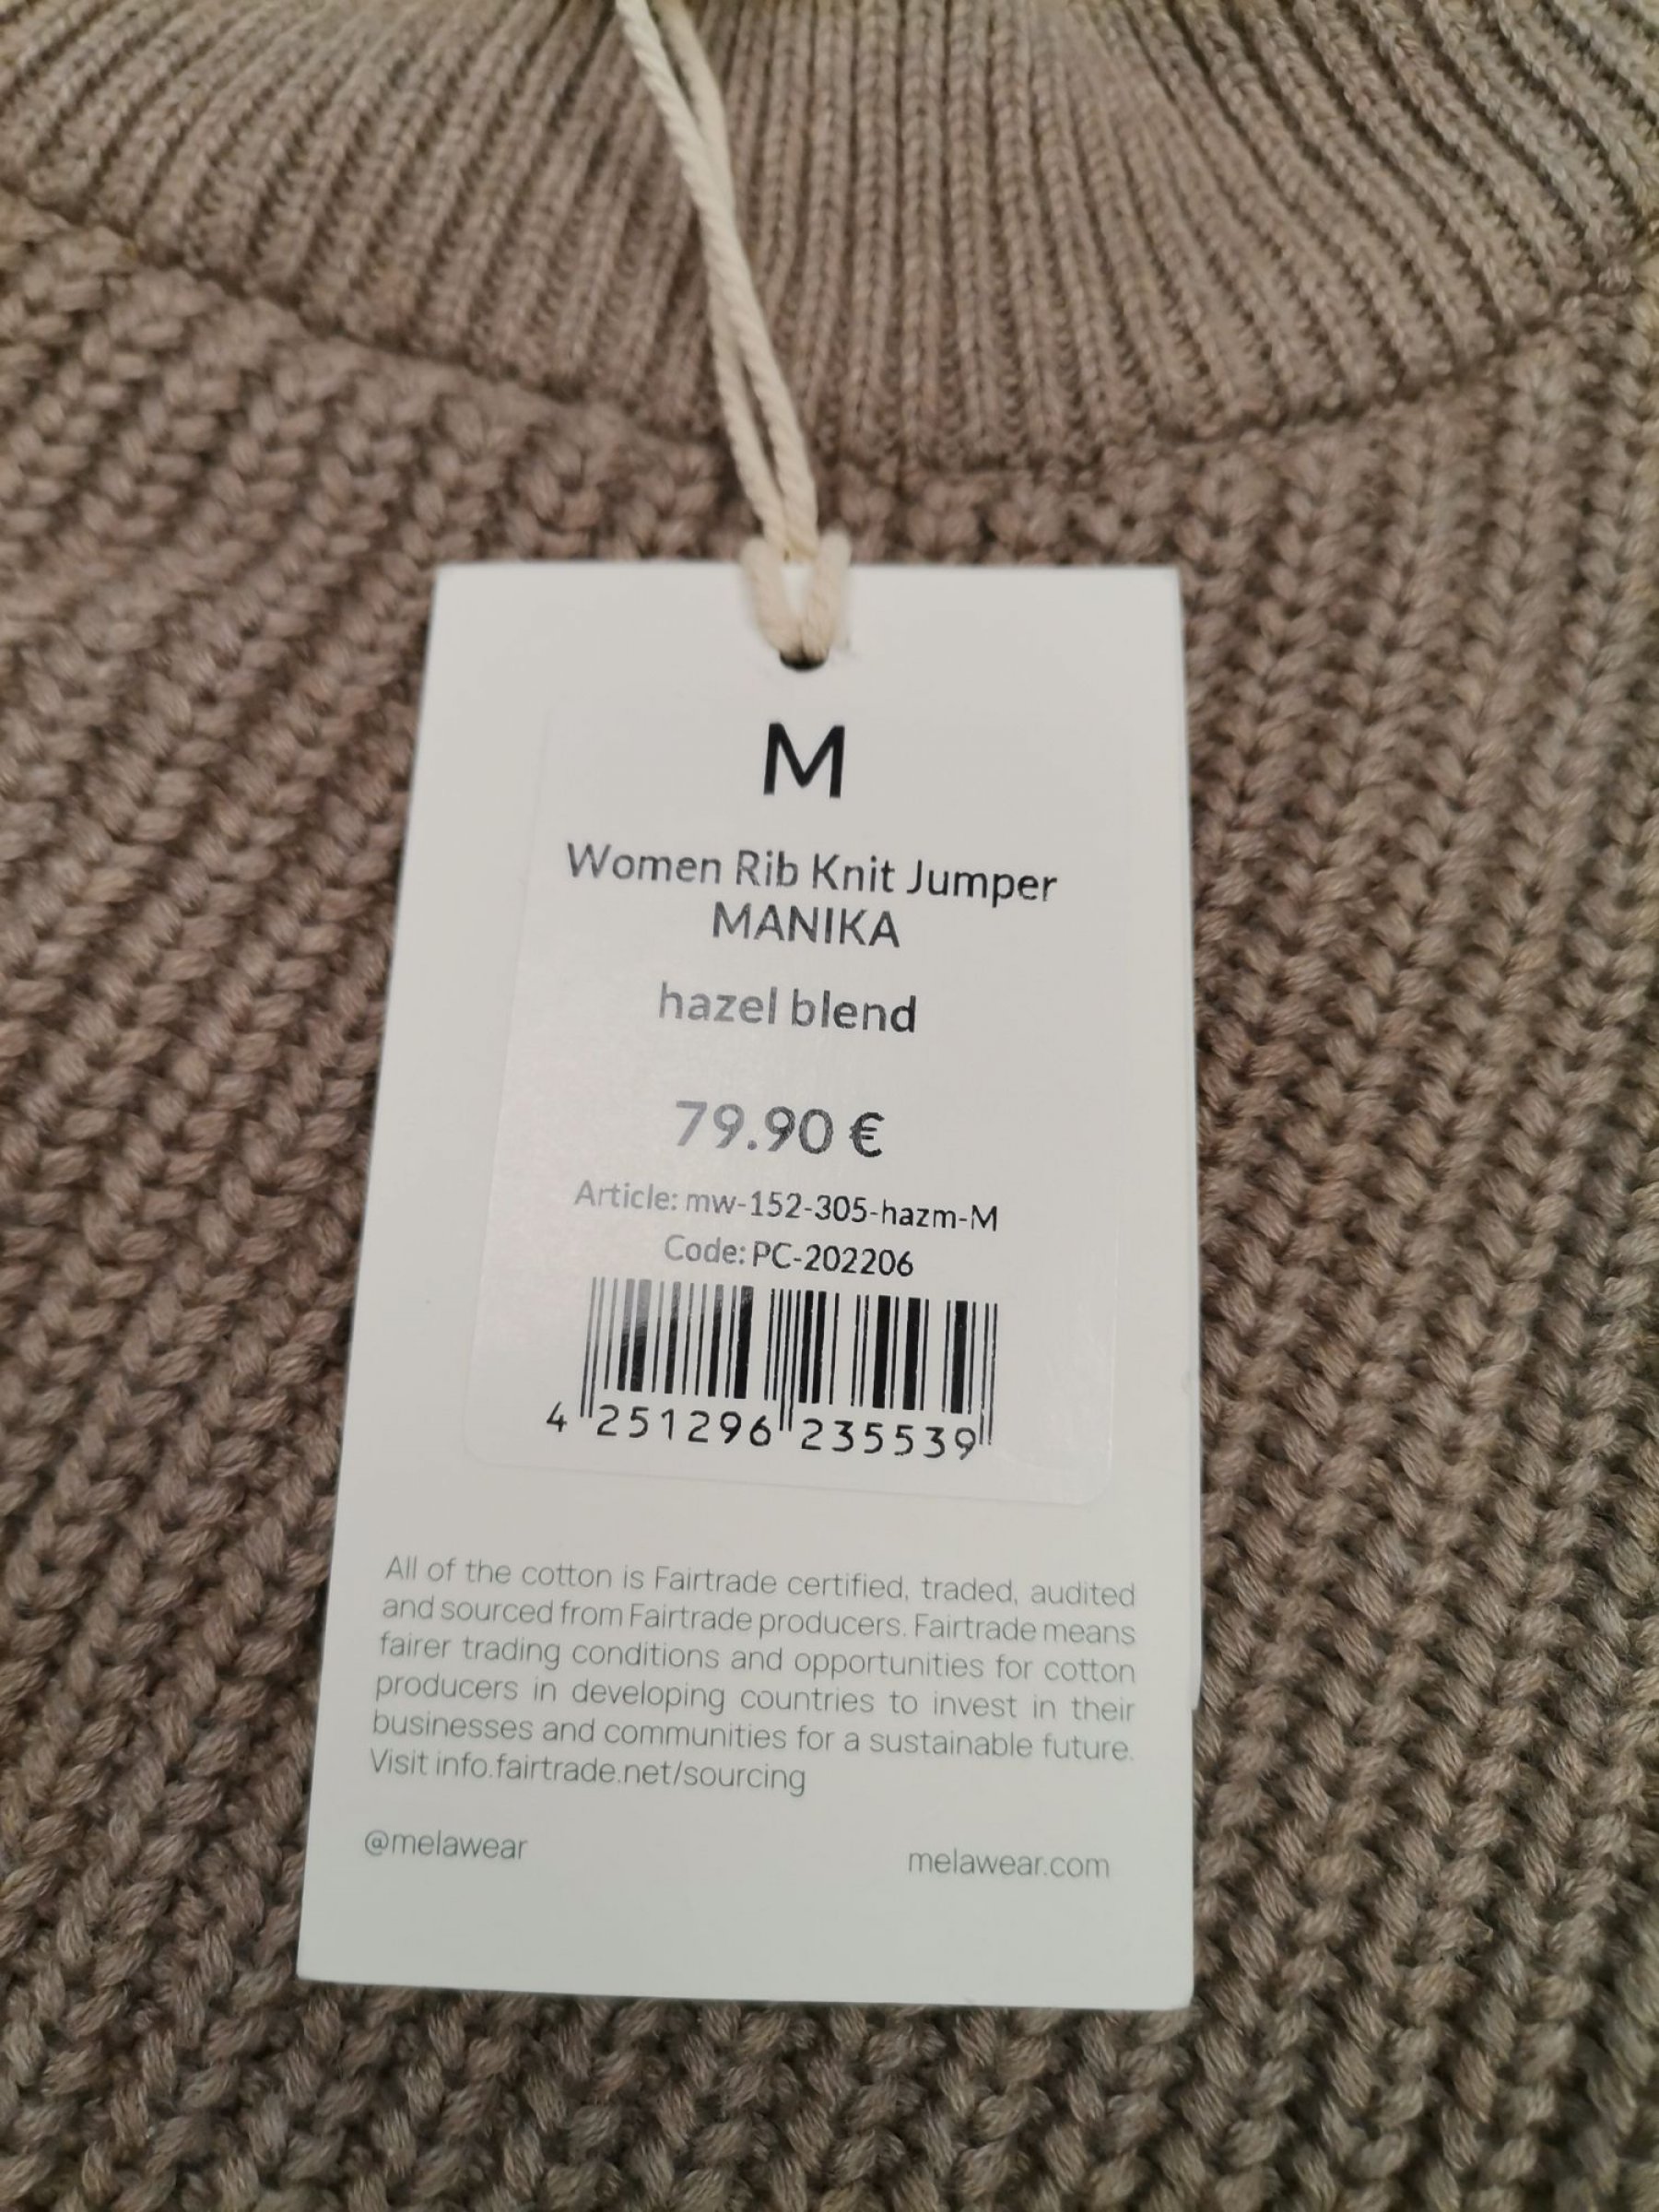 M
Women Rib Knit Jumper
MANIKA
hazel blend
79.90 €
Article: mw-152-305-hazm-M
Code: PC-202206
4 251296 235539
All of the cotton is Fairtrade certified, traded, audited
and sourced from Fairtrade producers. Fairtrade means
fairer trading conditions and opportunities for cotton
producers in developing countries to invest in their
businesses and communities for a sustainable future.
Visit info.fairtrade.net/sourcing
@melawear
melawear.com